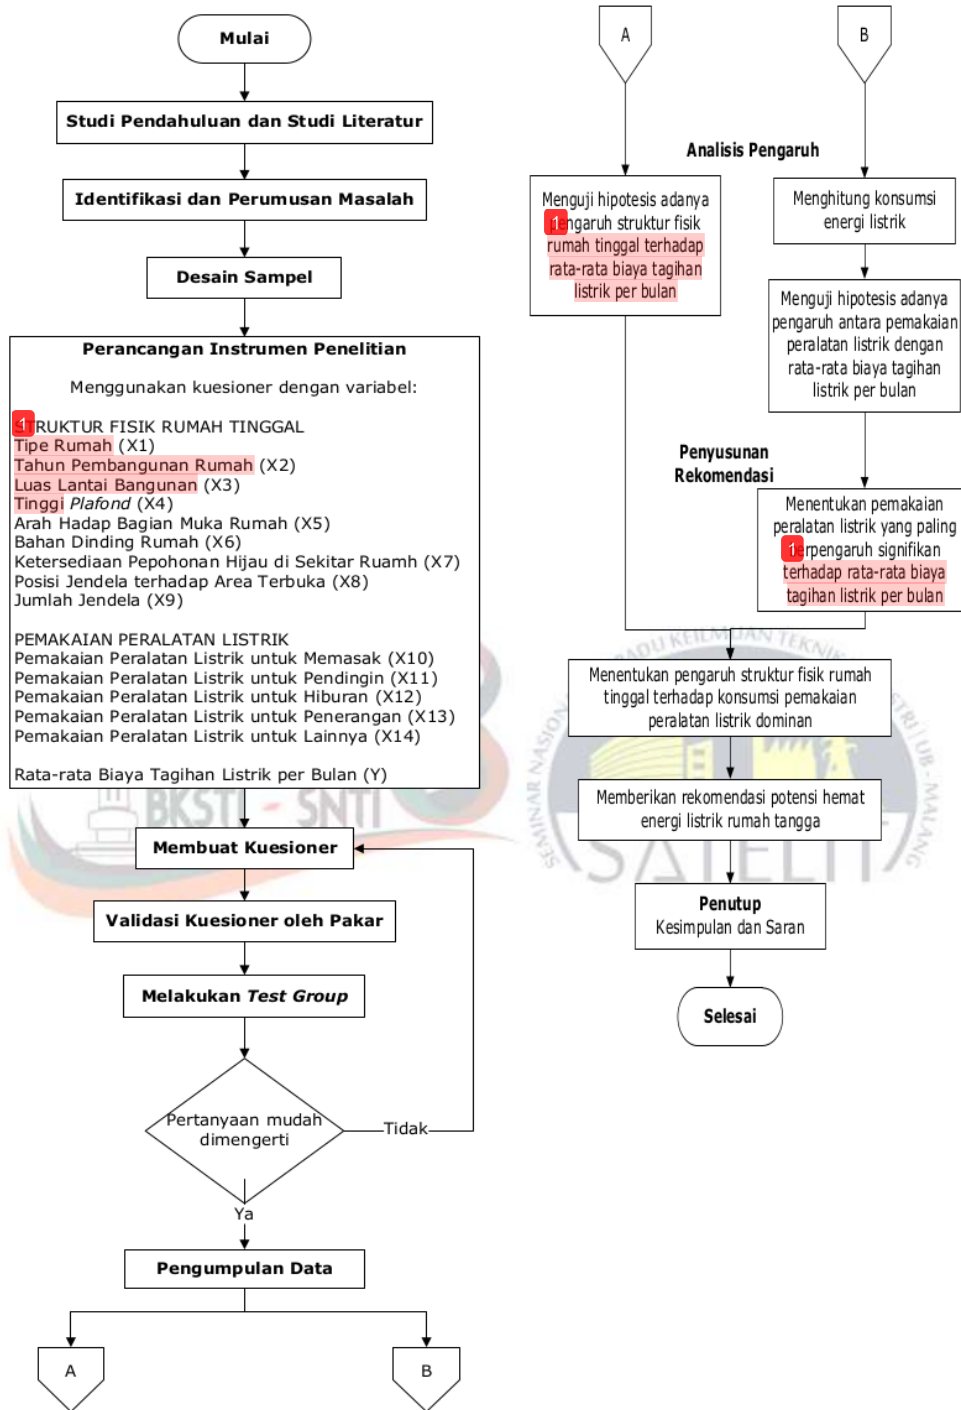 Mulai
Studi Pendahuluan dan Studi Literatur
Identifikasi dan Perumusan Masalah
Desain Sampel
Perancangan Instrumen Penelitian
Menggunakan kuesioner dengan variabel:
1
STRUKTUR FISIK RUMAH TINGGAL
Tipe Rumah (X1)
Tahun Pembangunan Rumah (X2)
Luas Lantai Bangunan (X3)
Tinggi Plafond (X4)
Arah Hadap Bagian Muka Rumah (X5)
Bahan Dinding Rumah (X6)
Ketersediaan Pepohonan Hijau di Sekitar Ruamh (X7)
Posisi Jendela terhadap Area Terbuka (X8)
Jumlah Jendela (X9)
PEMAKAIAN PERALATAN LISTRIK
Pemakaian Peralatan Listrik untuk Memasak (X10)
Pemakaian Peralatan Listrik untuk Pendingin (X11)
Pemakaian Peralatan Listrik untuk Hiburan (X12)
Pemakaian Peralatan Listrik untuk Penerangan (X13)
Pemakaian Peralatan Listrik untuk Lainnya (X14)
Rata-rata Biaya Tagihan Listrik per Bulan (Y)
BKSTI - SNTI
Membuat Kuesioner
Validasi Kuesioner oleh Pakar
Melakukan Test Group
Pertanyaan mudah
dimengerti
Tidak
Ya
Pengumpulan Data
A
B
A
B
Analisis Pengaruh
Menguji hipotesis adanya
1
pengaruh struktur fisik
rumah tinggal terhadap
rata-rata biaya tagihan
listrik per bulan
Menghitung konsumsi
energi listrik
Menguji hipotesis adanya
pengaruh antara pemakaian
peralatan listrik dengan
rata-rata biaya tagihan
listrik per bulan
Penyusunan
Rekomendasi
Menentukan pemakaian
peralatan listrik yang paling
1
berpengaruh signifikan
terhadap rata-rata biaya
tagihan listrik per bulan
Menentukan pengaruh struktur fisik rumah
tinggal terhadap konsumsi pemakaian
peralatan listrik dominan
Memberikan rekomendasi potensi hemat
energi listrik rumah tangga
SATELIT
Penutup
Kesimpulan dan Saran
Selesai